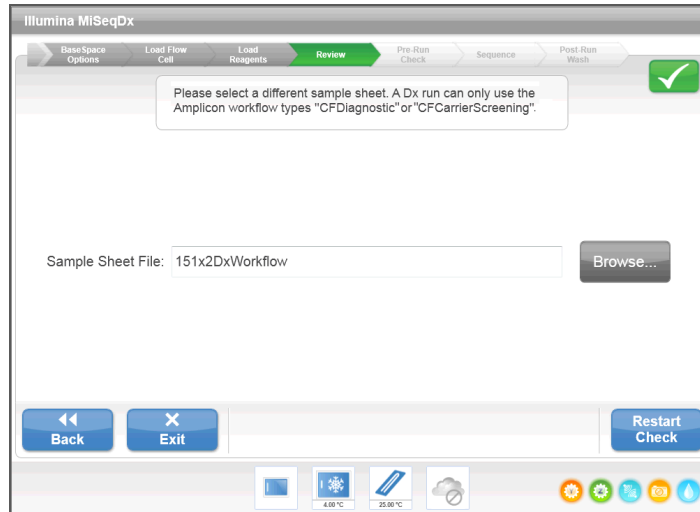 Illumina MiSeqDx
BaseSpace
Options
Load Flow
Cell
Load
Reagents
Review
Pre-Run
Check
Sequence
Post-Run
Wash
Please select a different sample sheet. A Dx run can only use the
Amplicon workflow types "CFDiagnostic" or "CFCarrierScreening".
Sample Sheet File: 151x2DxWorkflow
Browse...
Back
Exit
Restart
Check
4.00 °C
25.00 °C